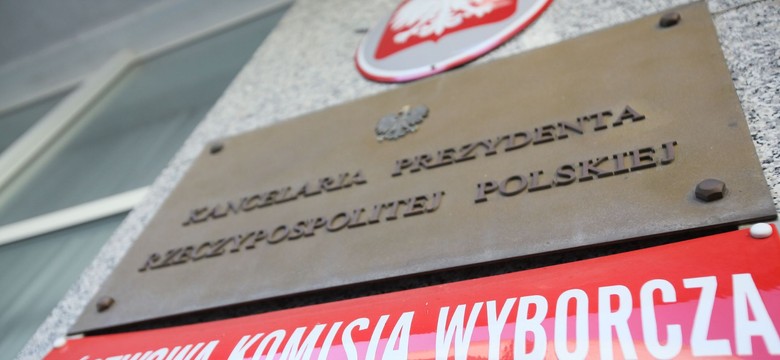 KANCELARIA PREZYDENTA
RZECZYPOSPOLITEJ POLSKIEJ
KOMISJA WYBORCZA